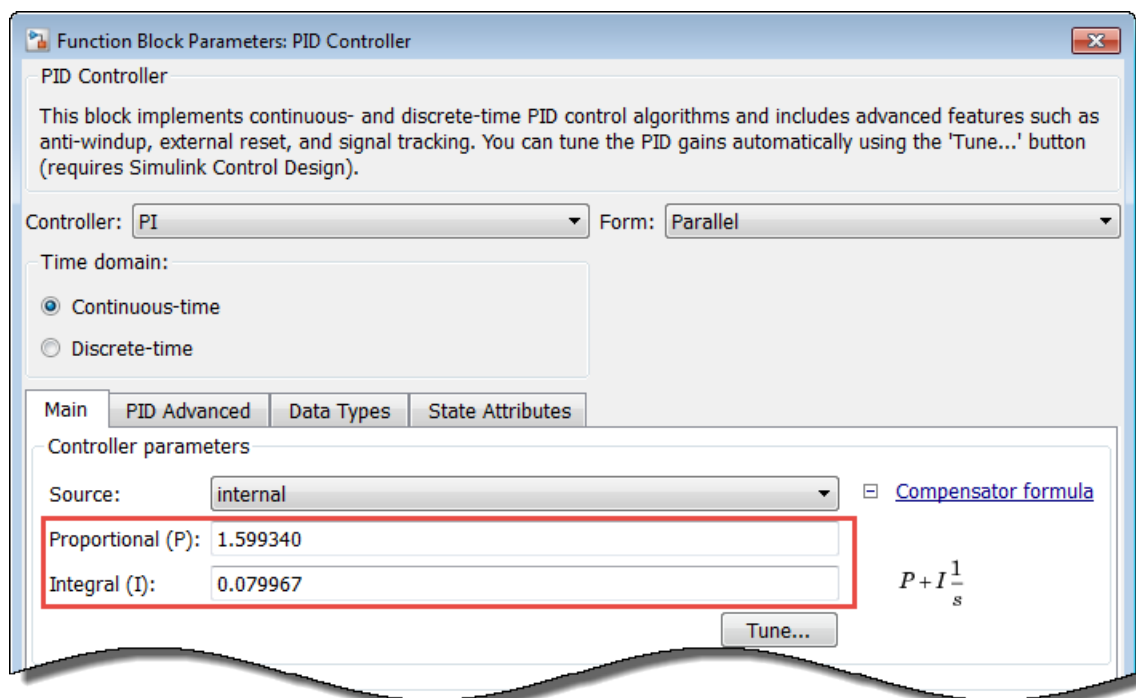 Function Block Parameters: PID Controller
PID Controller
This block implements continuous- and discrete-time PID control algorithms and includes advanced features such as
anti-windup, external reset, and signal tracking. You can tune the PID gains automatically using the 'Tune...' button
(requires Simulink Control Design).
Controller: PI Form: Parallel
Time domain:
Continuous-time
Discrete-time
Main PID Advanced Data Types State Attributes
Controller parameters
Source: internal Compensator formula
Proportional (P): 1.599340
Integral (I): 0.079967
P + I 1/s
Tune...